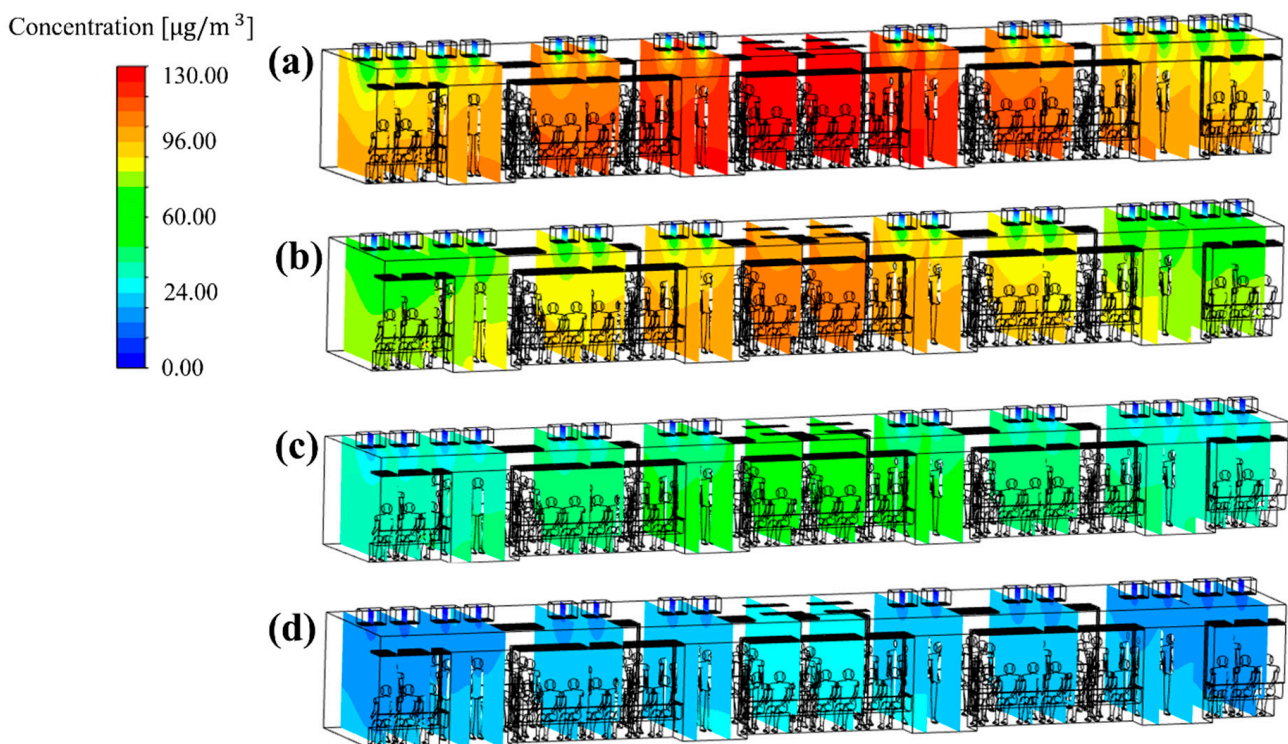 Concentration [μg/m³]
130.00
96.00
60.00
24.00
0.00
(a)
(b)
(c)
(d)